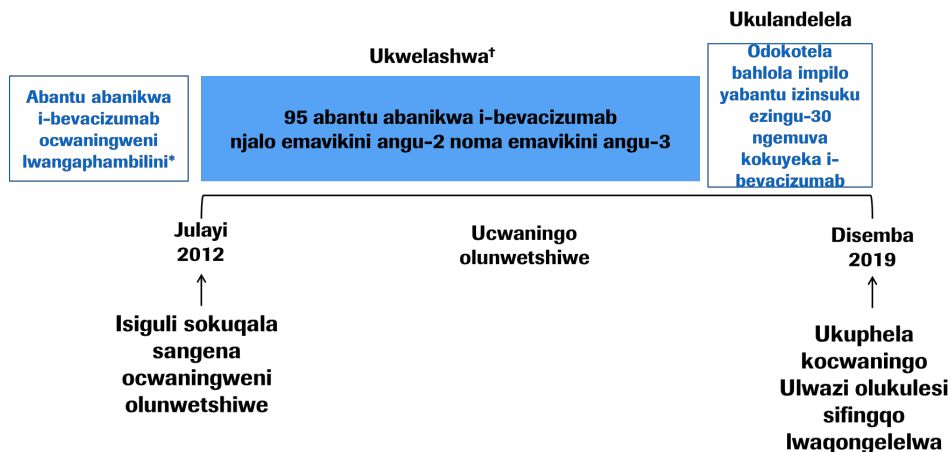 Abantu abanikwa
i-bevacizumab
ocwaningweni
lwangaphambilini*
Ukwelashwa†
95 abantu abanikwa i-bevacizumab
njalo emavikini angu-2 noma emavikini angu-3
Ukulandelela
Odokotela
bahlola impilo
yabantu izinsuku
ezingu-30
ngemuva
kokuyeka i-
bevacizumab
Julayi
2012
Ucwaningo
olunwetshiwe
Disemba
2019
Isiguli sokuqala
sangena
ocwaningweni
olunwetshiwe
Ukuphela
kocwaningo
Ulwazi olukulesi
sifingqo
lwaqongelelwa